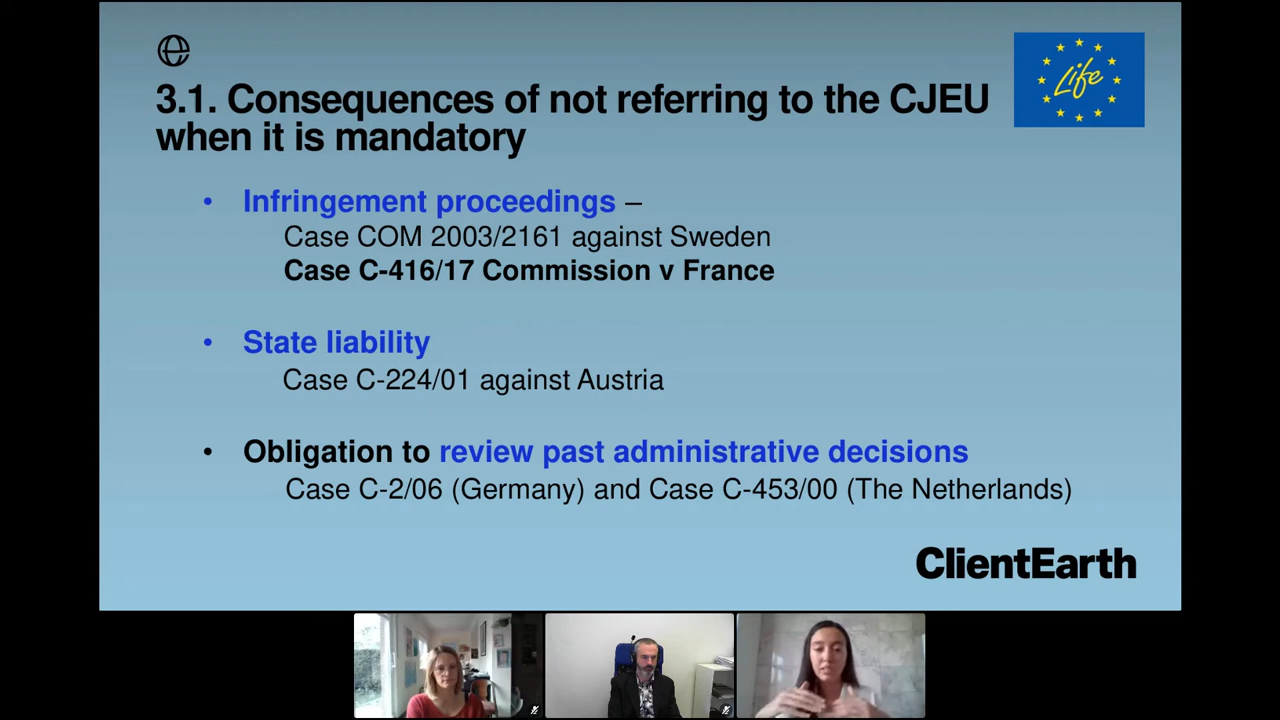 3.1. Consequences of not referring to the CJEU
when it is mandatory
Life
• Infringement proceedings –
Case COM 2003/2161 against Sweden
Case C-416/17 Commission v France
• State liability
Case C-224/01 against Austria
• Obligation to review past administrative decisions
Case C-2/06 (Germany) and Case C-453/00 (The Netherlands)
ClientEarth